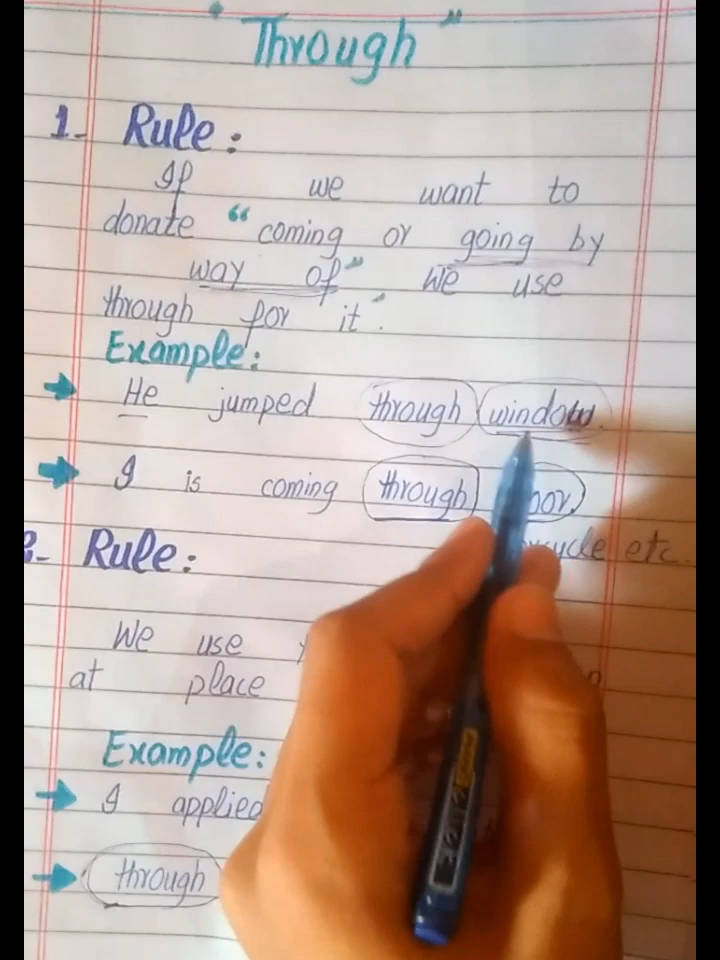 "Through"
1- Rule:
If we want to
donate "coming or going by
way of" we use
through for it".
Example:
He jumped through window.
I is coming through
etc.
2- Rule:
We use
at place
Example:
I applied
through